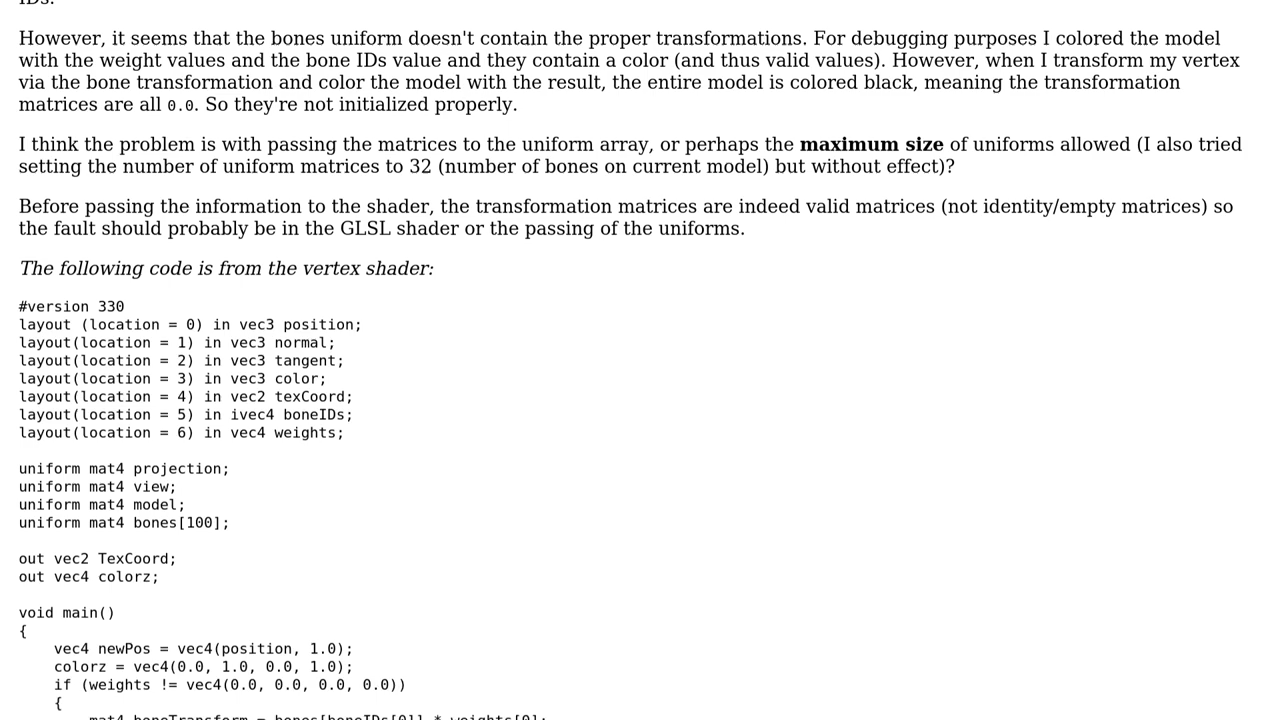 IDs.
However, it seems that the bones uniform doesn't contain the proper transformations. For debugging purposes I colored the model
with the weight values and the bone IDs value and they contain a color (and thus valid values). However, when I transform my vertex
via the bone transformation and color the model with the result, the entire model is colored black, meaning the transformation
matrices are all 0.0. So they're not initialized properly.
I think the problem is with passing the matrices to the uniform array, or perhaps the maximum size of uniforms allowed (I also tried
setting the number of uniform matrices to 32 (number of bones on current model) but without effect)?
Before passing the information to the shader, the transformation matrices are indeed valid matrices (not identity/empty matrices) so
the fault should probably be in the GLSL shader or the passing of the uniforms.
The following code is from the vertex shader:
#version 330
layout (location = 0) in vec3 position;
layout(location = 1) in vec3 normal;
layout(location = 2) in vec3 tangent;
layout(location = 3) in vec3 color;
layout(location = 4) in vec2 texCoord;
layout(location = 5) in ivec4 boneIDs;
layout(location = 6) in vec4 weights;
uniform mat4 projection;
uniform mat4 view;
uniform mat4 model;
uniform mat4 bones[100];
out vec2 TexCoord;
out vec4 colorz;
void main()
{
    vec4 newPos = vec4(position, 1.0);
    colorz = vec4(0.0, 1.0, 0.0, 1.0);
    if (weights != vec4(0.0, 0.0, 0.0, 0.0))
    {
        mat4 boneTransform = bones[boneIDs[0]] * weights[0];